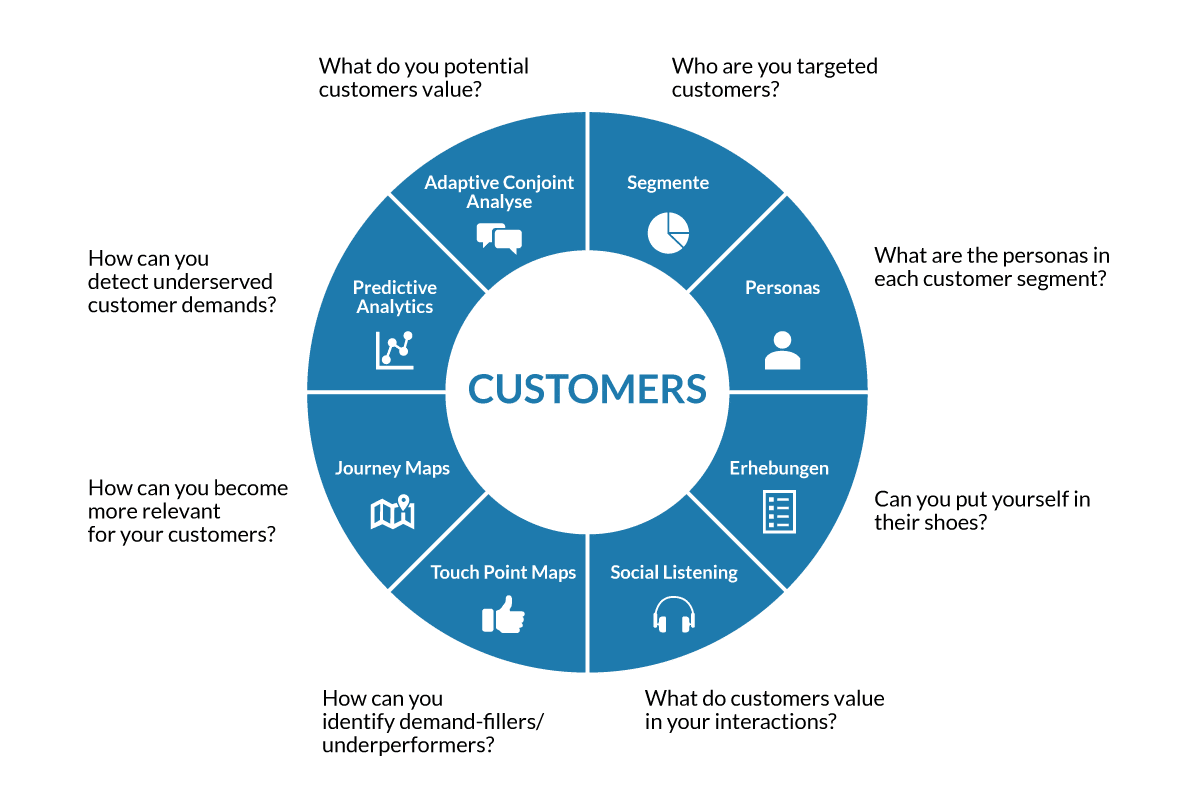 What do you potential
customers value?
Who are you targeted
customers?
Adaptive Conjoint
Analyse
Segmente
How can you
detect underserved
customer demands?
Predictive
Analytics
Personas
What are the personas in
each customer segment?
CUSTOMERS
How can you become
more relevant
for your customers?
Journey Maps
Erhebungen
Can you put yourself in
their shoes?
Touch Point Maps
Social Listening
How can you
identify demand-fillers/
underperformers?
What do customers value
in your interactions?